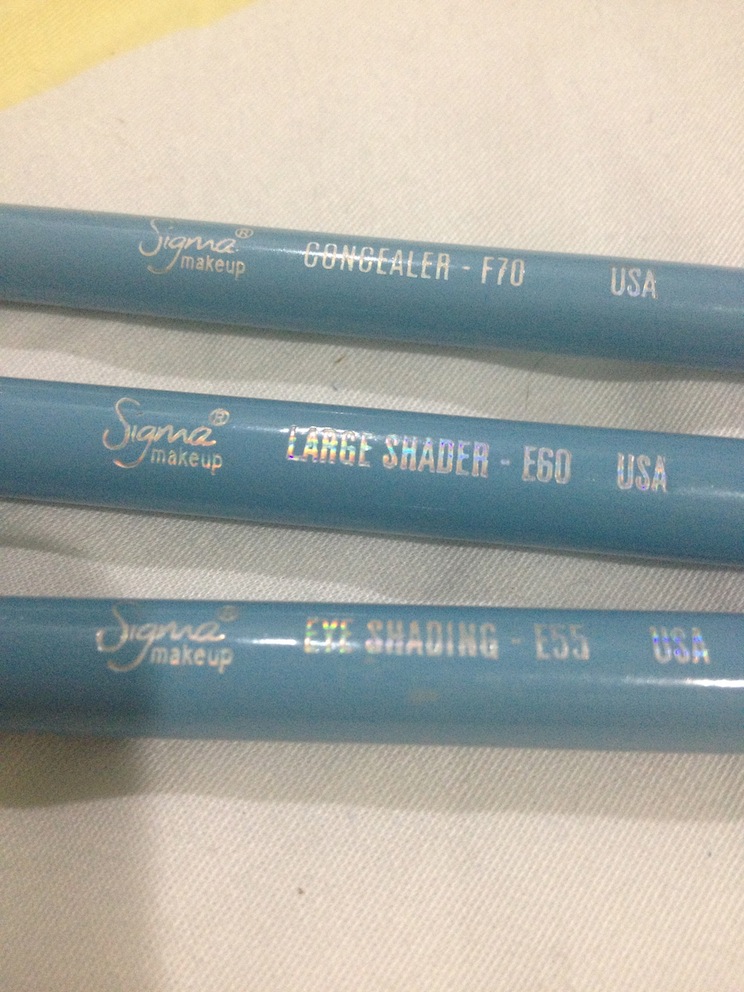 Sigma® makeup CONCEALER - F70 USA
Sigma® makeup LARGE SHADER - E60 USA
Sigma® makeup EYE SHADING - E55 USA